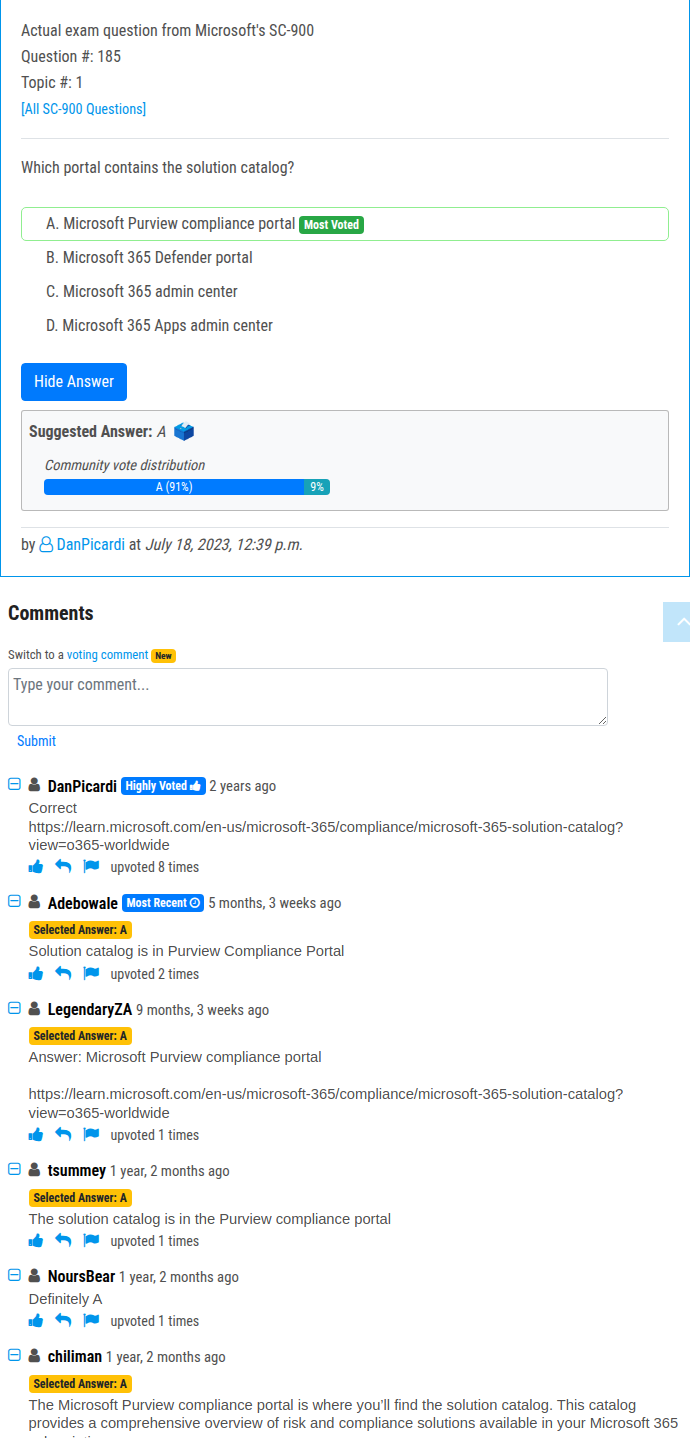 Actual exam question from Microsoft's SC-900
Question #: 185
Topic #: 1
[All SC-900 Questions]
Which portal contains the solution catalog?
A. Microsoft Purview compliance portal Most Voted
B. Microsoft 365 Defender portal
C. Microsoft 365 admin center
D. Microsoft 365 Apps admin center
Hide Answer
Suggested Answer: A
Community vote distribution
A (91%) 9%
by DanPicardi at July 18, 2023, 12:39 p.m.
Comments
Switch to a voting comment New
Type your comment...
Submit
DanPicardi Highly Voted 2 years ago
Correct
https://learn.microsoft.com/en-us/microsoft-365/compliance/microsoft-365-solution-catalog?
view=o365-worldwide
upvoted 8 times
Adebowale Most Recent 5 months, 3 weeks ago
Selected Answer: A
Solution catalog is in Purview Compliance Portal
upvoted 2 times
LegendaryZA 9 months, 3 weeks ago
Selected Answer: A
Answer: Microsoft Purview compliance portal
https://learn.microsoft.com/en-us/microsoft-365/compliance/microsoft-365-solution-catalog?
view=o365-worldwide
upvoted 1 times
tsummey 1 year, 2 months ago
Selected Answer: A
The solution catalog is in the Purview compliance portal
upvoted 1 times
NoursBear 1 year, 2 months ago
Definitely A
upvoted 1 times
chiliman 1 year, 2 months ago
Selected Answer: A
The Microsoft Purview compliance portal is where you'll find the solution catalog. This catalog
provides a comprehensive overview of risk and compliance solutions available in your Microsoft 365